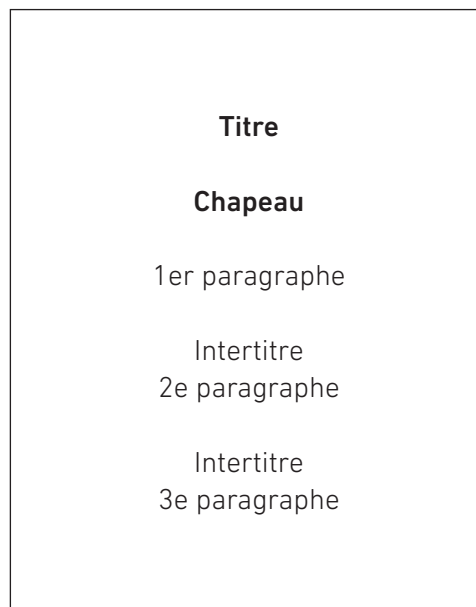 Titre
Chapeau
1er paragraphe
Intertitre
2e paragraphe
Intertitre
3e paragraphe